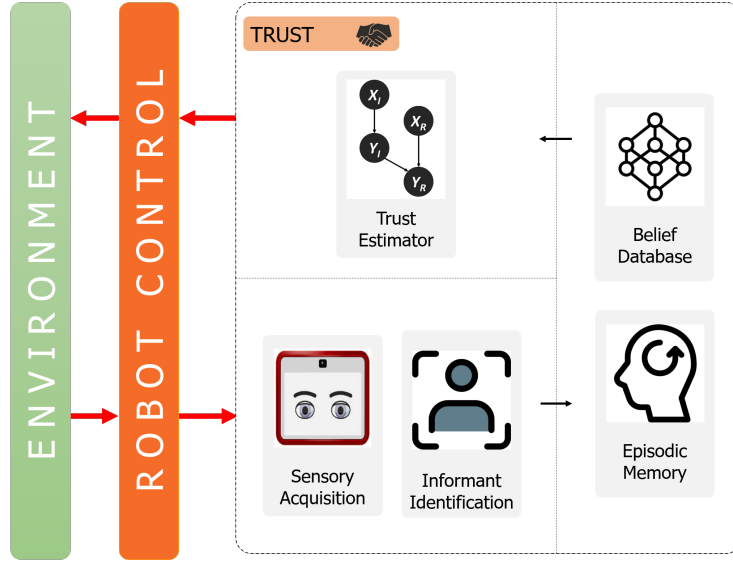 ENVIRONMENT
ROBOT CONTROL
TRUST
X_I
X_R
Y_I
Y_R
Trust
Estimator
Belief
Database
Sensory
Acquisition
Informant
Identification
Episodic
Memory